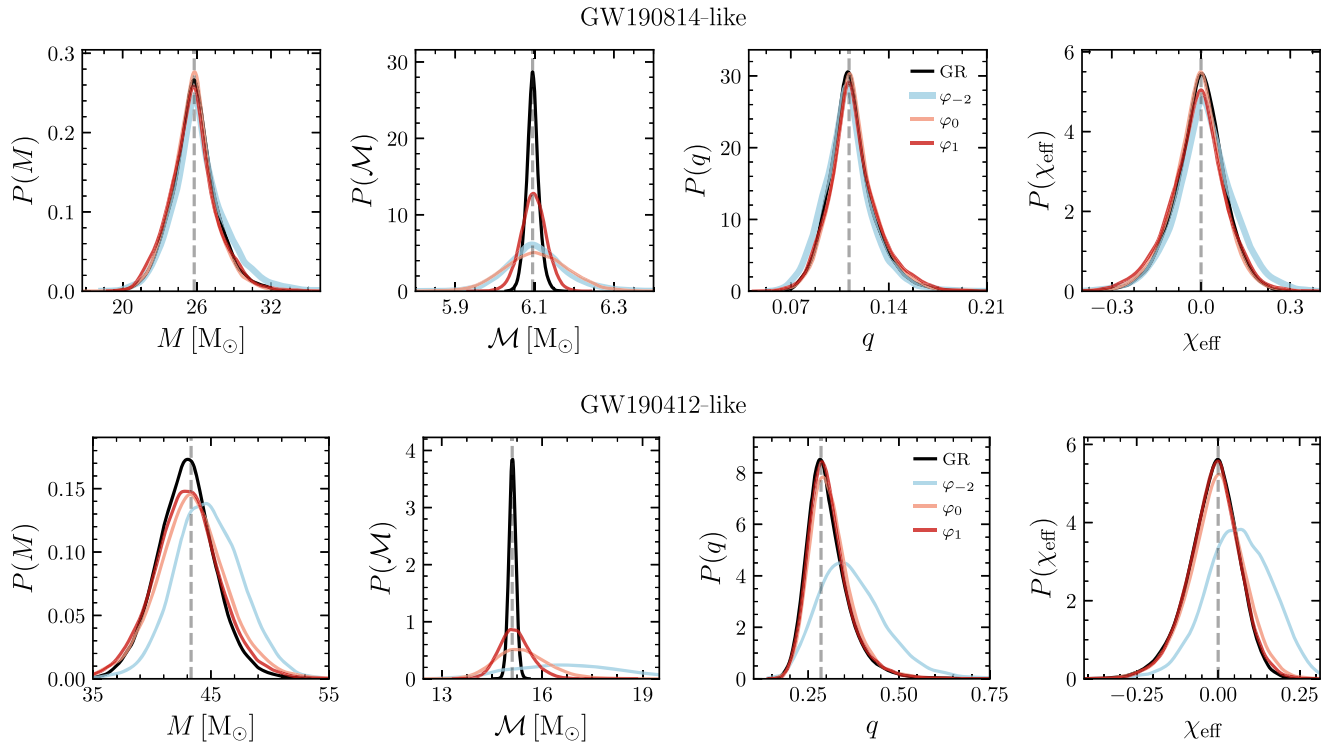 GW190814-like
P(M)
0.3
0.2
0.1
0.0
20 26 32
M [M⊙]
P(ℳ)
30
20
10
0
5.9 6.1 6.3
ℳ [M⊙]
P(q)
30
20
10
0
0.07 0.14 0.21
q
GR
φ₋₂
φ₀
φ₁
P(χeff)
6
4
2
0
−0.3 0.0 0.3
χeff
GW190412-like
P(M)
0.15
0.10
0.05
0.00
35 45 55
M [M⊙]
P(ℳ)
4
3
2
1
0
13 16 19
ℳ [M⊙]
P(q)
8
6
4
2
0
0.25 0.50 0.75
q
GR
φ₋₂
φ₀
φ₁
P(χeff)
6
4
2
0
−0.25 0.00 0.25
χeff